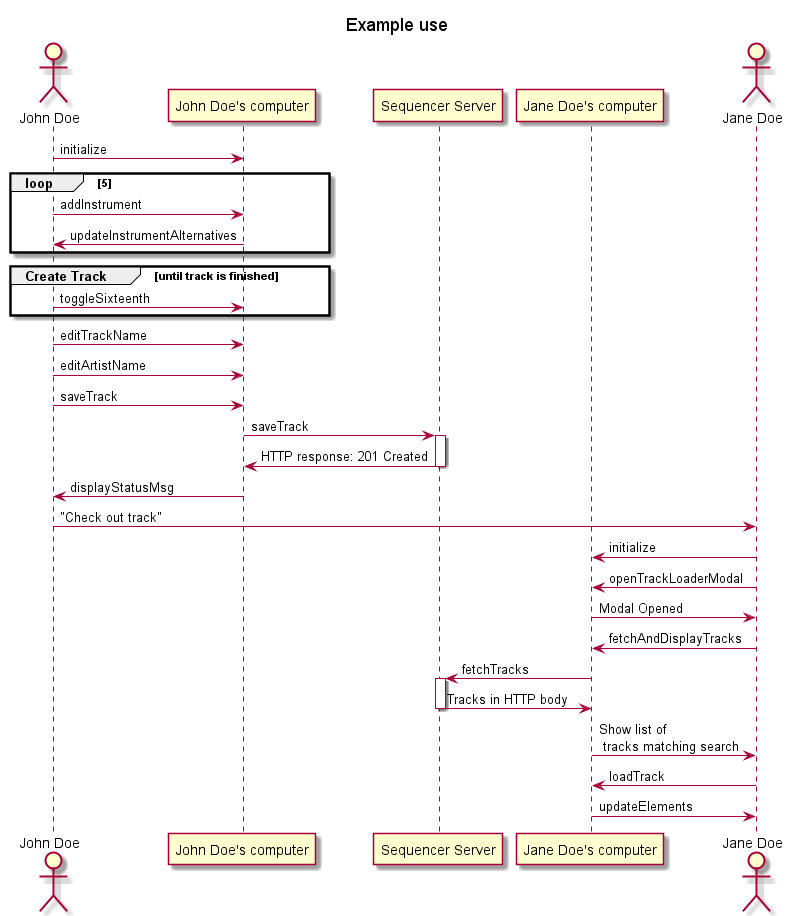 Example use
John Doe
John Doe's computer
Sequencer Server
Jane Doe's computer
Jane Doe
initialize
loop [5]
addInstrument
updateInstrumentAlternatives
Create Track [until track is finished]
toggleSixteenth
editTrackName
editArtistName
saveTrack
saveTrack
HTTP response: 201 Created
displayStatusMsg
"Check out track"
initialize
openTrackLoaderModal
Modal Opened
fetchAndDisplayTracks
fetchTracks
Tracks in HTTP body
Show list of
tracks matching search
loadTrack
updateElements
John Doe
John Doe's computer
Sequencer Server
Jane Doe's computer
Jane Doe